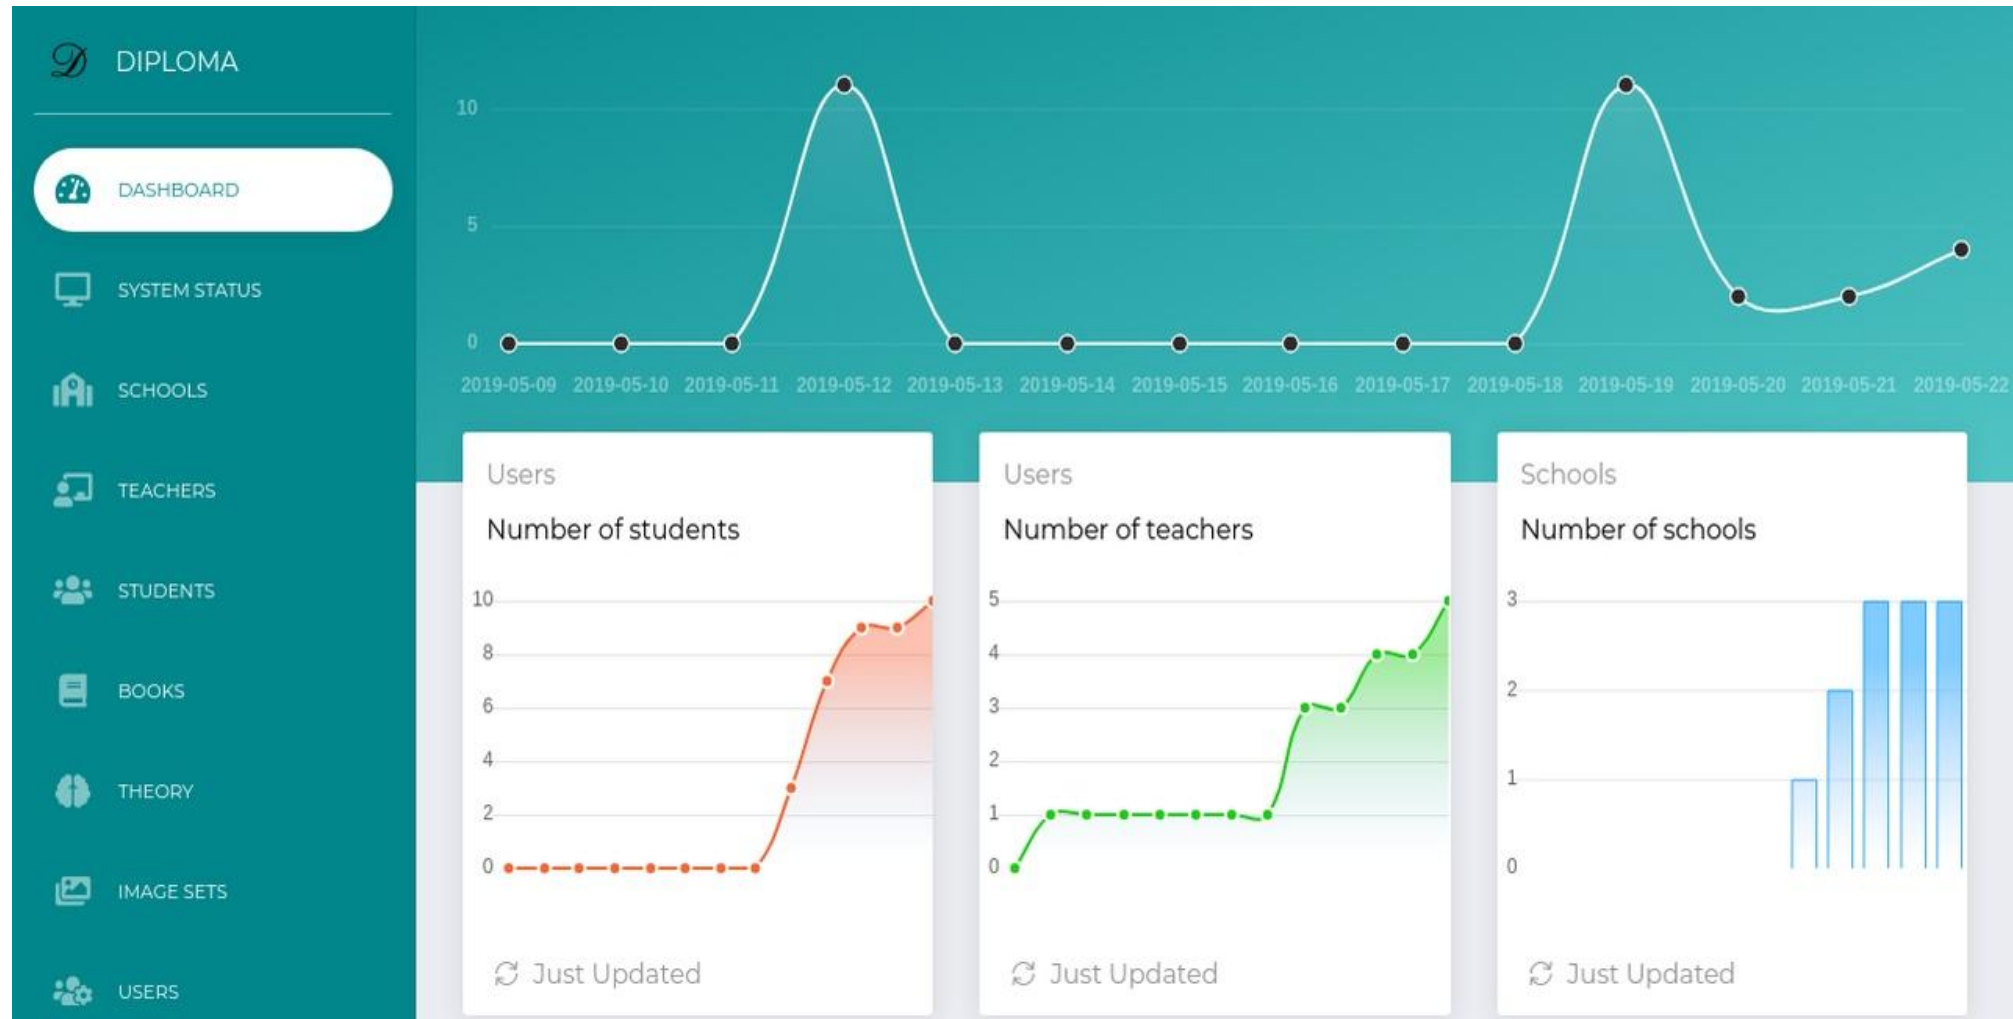 D DIPLOMA
DASHBOARD
SYSTEM STATUS
SCHOOLS
TEACHERS
STUDENTS
BOOKS
THEORY
IMAGE SETS
USERS
10
5
0
2019-05-09 2019-05-10 2019-05-11 2019-05-12 2019-05-13 2019-05-14 2019-05-15 2019-05-16 2019-05-17 2019-05-18 2019-05-19 2019-05-20 2019-05-21 2019-05-22
Users
Number of students
10
8
6
4
2
0
Just Updated
Users
Number of teachers
5
4
3
2
1
0
Just Updated
Schools
Number of schools
3
2
1
0
Just Updated